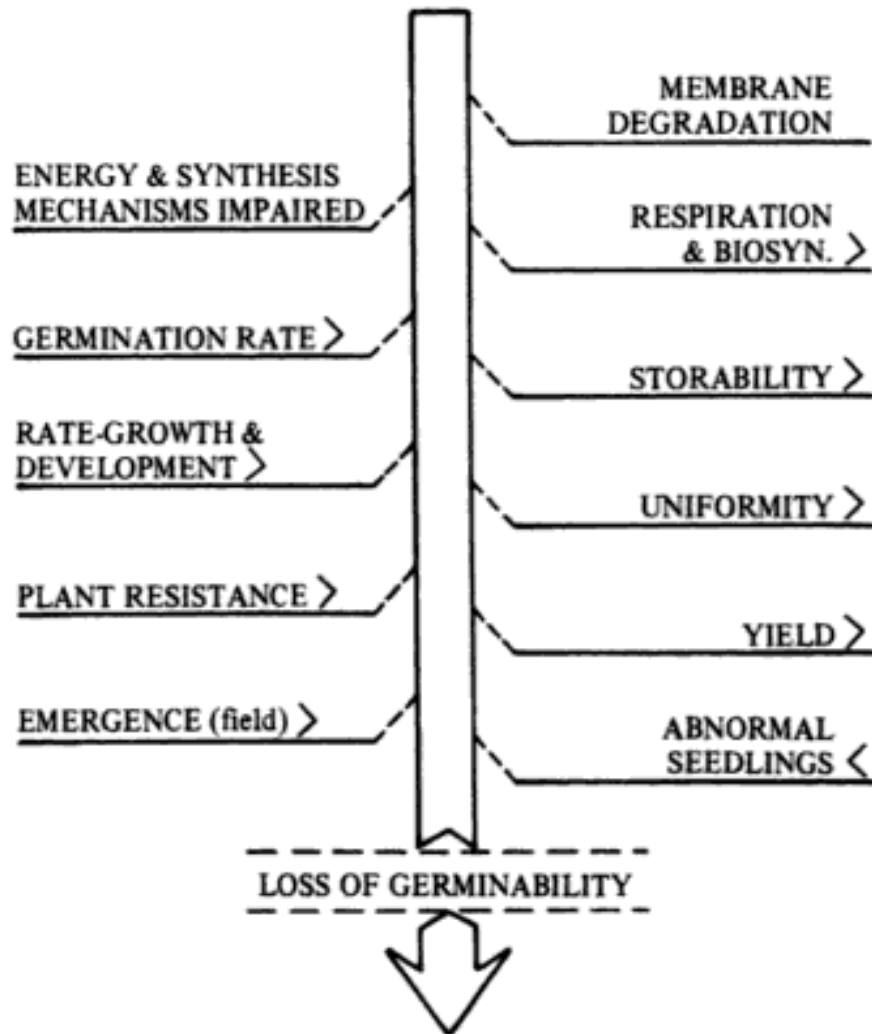 MEMBRANE
DEGRADATION
ENERGY & SYNTHESIS
MECHANISMS IMPAIRED
RESPIRATION
& BIOSYN. >
GERMINATION RATE >
STORABILITY >
RATE-GROWTH &
DEVELOPMENT >
UNIFORMITY >
PLANT RESISTANCE >
YIELD >
EMERGENCE (field) >
ABNORMAL
SEEDLINGS <
LOSS OF GERMINABILITY